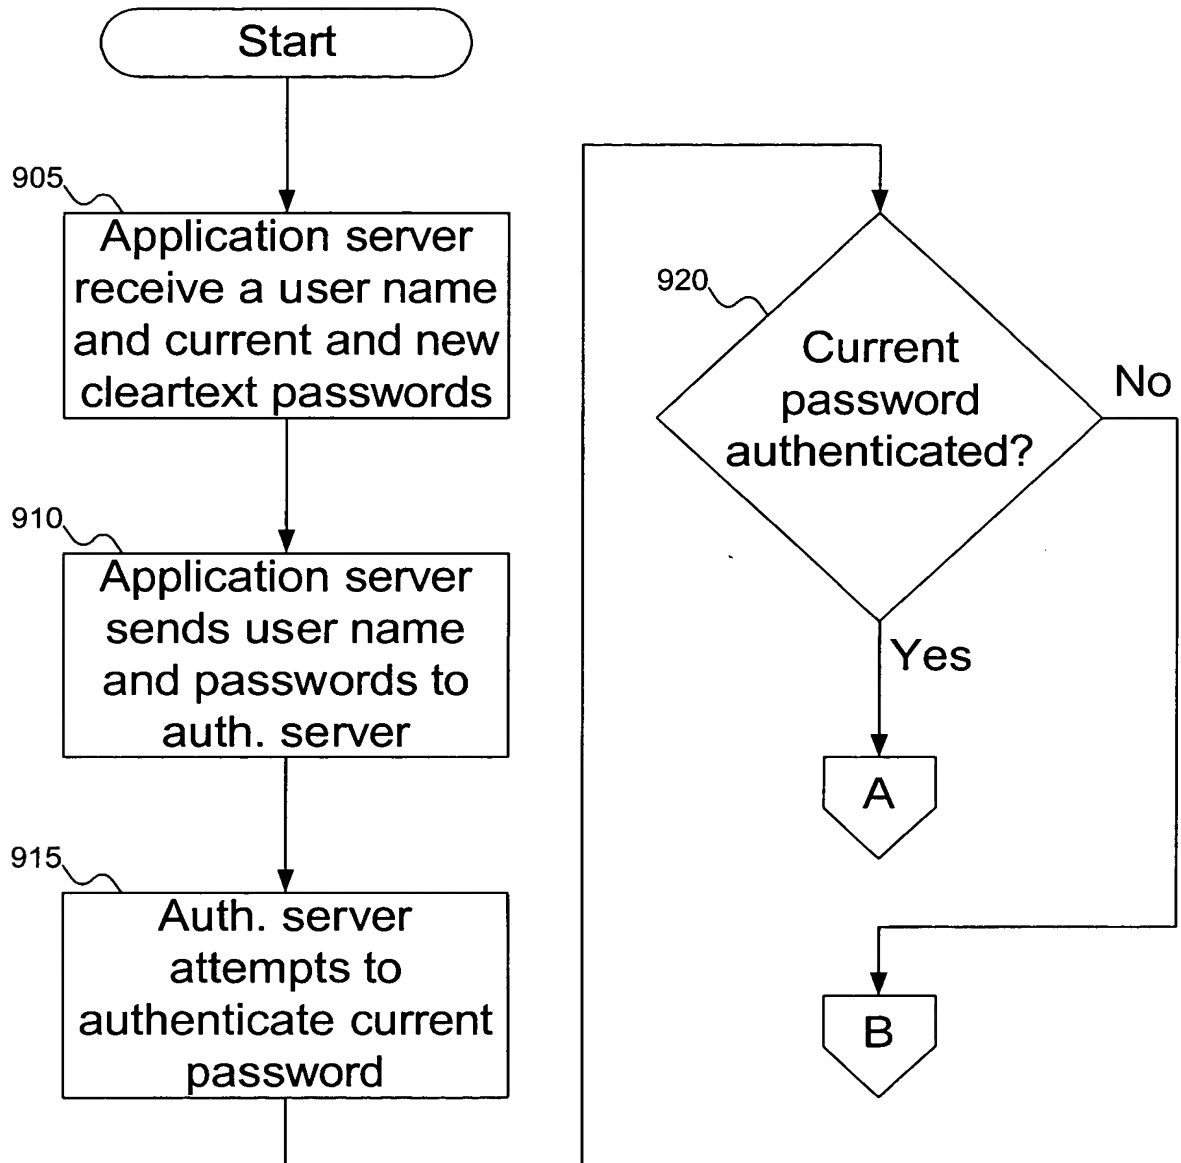 Start
905
Application server
receive a user name
and current and new
cleartext passwords
910
Application server
sends user name
and passwords to
auth. server
915
Auth. server
attempts to
authenticate current
password
920
Current
password
authenticated?
No
Yes
A
B